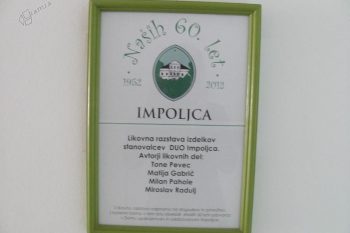 Naših 60. let
1952 2012
IMPOLJCA
Likovna razstava izdelkov
stanovalcev DUO Impoljca.
Avtorji likovnih del:
Tone Pevec
Matija Gabrič
Milan Pahole
Miroslav Radulj